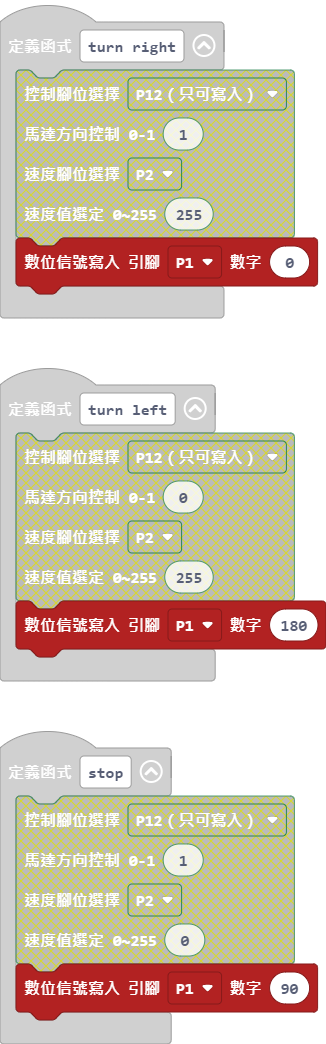 定義函式 turn right
控制腳位選擇 P12（只可寫入）
馬達方向控制 0-1 1
速度腳位選擇 P2
速度值選定 0~255 255
數位信號寫入 引腳 P1 數字 0
定義函式 turn left
控制腳位選擇 P12（只可寫入）
馬達方向控制 0-1 0
速度腳位選擇 P2
速度值選定 0~255 255
數位信號寫入 引腳 P1 數字 180
定義函式 stop
控制腳位選擇 P12（只可寫入）
馬達方向控制 0-1 1
速度腳位選擇 P2
速度值選定 0~255 0
數位信號寫入 引腳 P1 數字 90